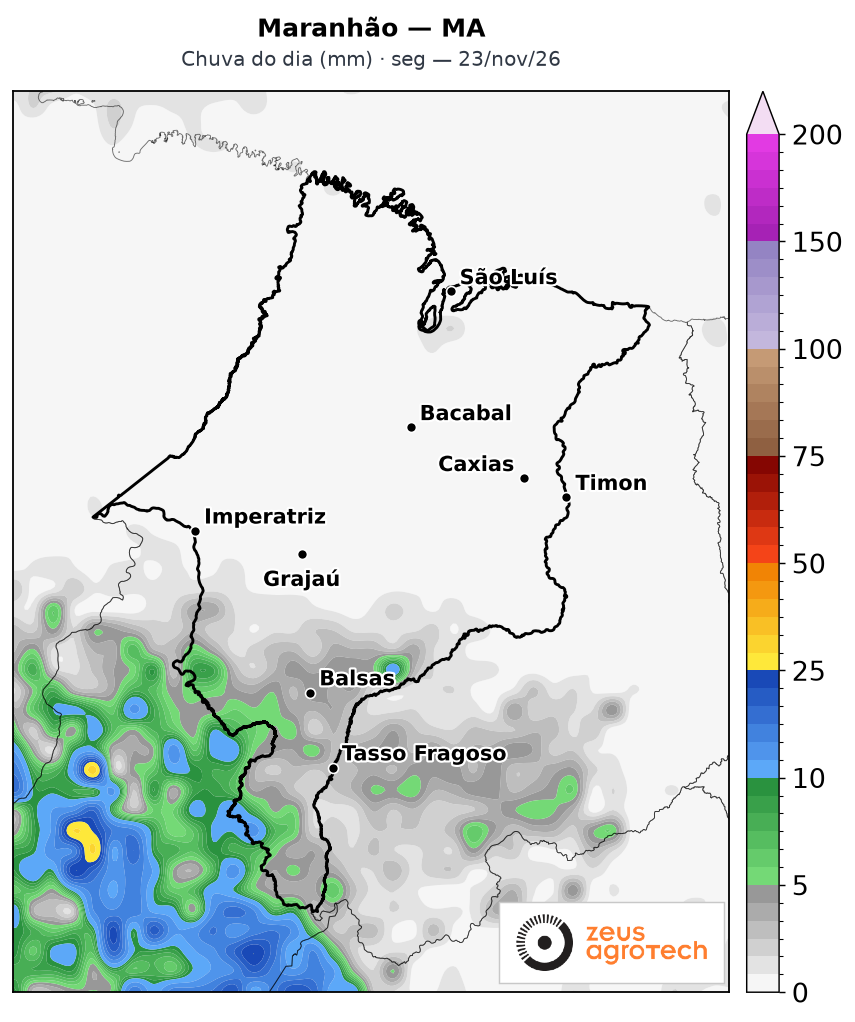 Maranhão — MA
Chuva do dia (mm) · seg — 23/nov/26
200
150
100
75
50
25
10
5
0
São Luís
Bacabal
Caxias
Timon
Imperatriz
Grajaú
Balsas
Tasso Fragoso
zeus
agrotech